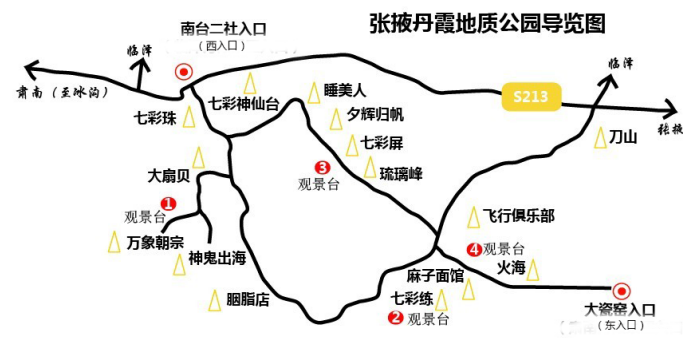 张掖丹霞地质公园导览图
南台二社入口
（西入口）
临泽
临泽
肃南（至冰沟）
七彩神仙台
睡美人
S213
七彩珠
夕辉归帆
张掖
刀山
七彩屏
大扇贝
3
观景台
琉璃峰
1
观景台
飞行俱乐部
万象朝宗
神鬼出海
4
观景台
火海
麻子面馆
胭脂店
七彩练
2
观景台
大瓷窑入口
（东入口）